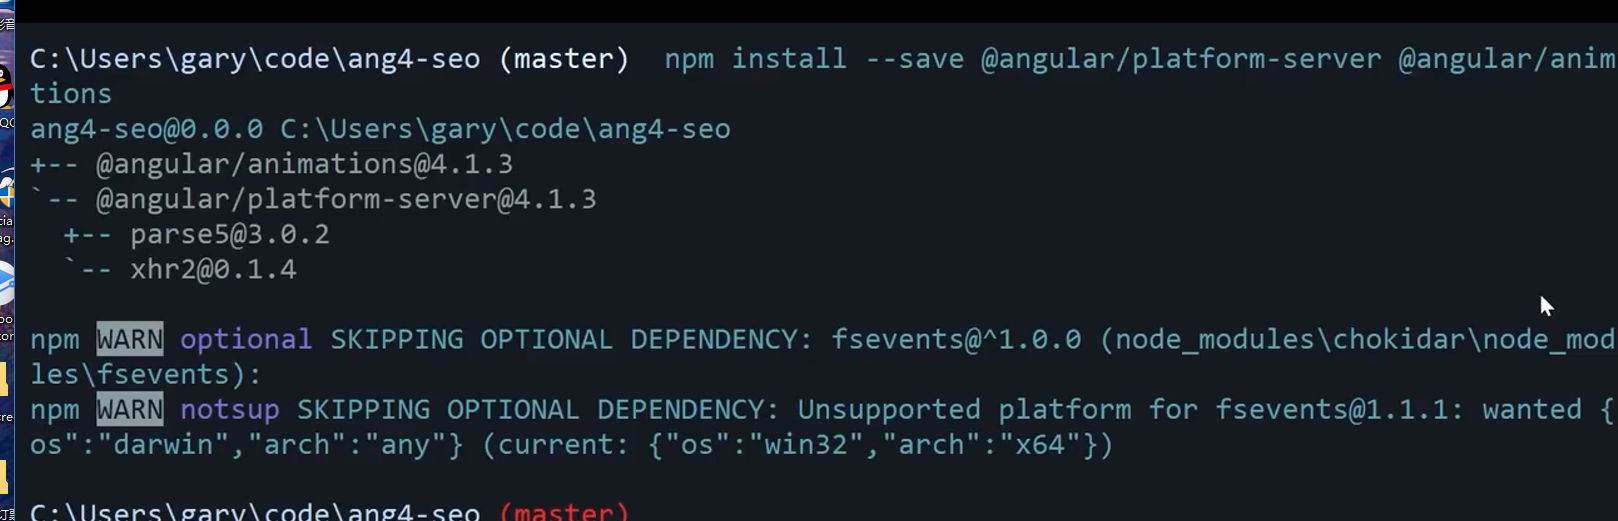 C:\Users\gary\code\ang4-seo (master)  npm install --save @angular/platform-server @angular/anim
tions
ang4-seo@0.0.0 C:\Users\gary\code\ang4-seo
+-- @angular/animations@4.1.3
`-- @angular/platform-server@4.1.3
  +-- parse5@3.0.2
  `-- xhr2@0.1.4
npm WARN optional SKIPPING OPTIONAL DEPENDENCY: fsevents@^1.0.0 (node_modules\chokidar\node_mod
les\fsevents):
npm WARN notsup SKIPPING OPTIONAL DEPENDENCY: Unsupported platform for fsevents@1.1.1: wanted {
os":"darwin","arch":"any"} (current: {"os":"win32","arch":"x64"})
C:\Users\gary\code\ang4-seo (master)